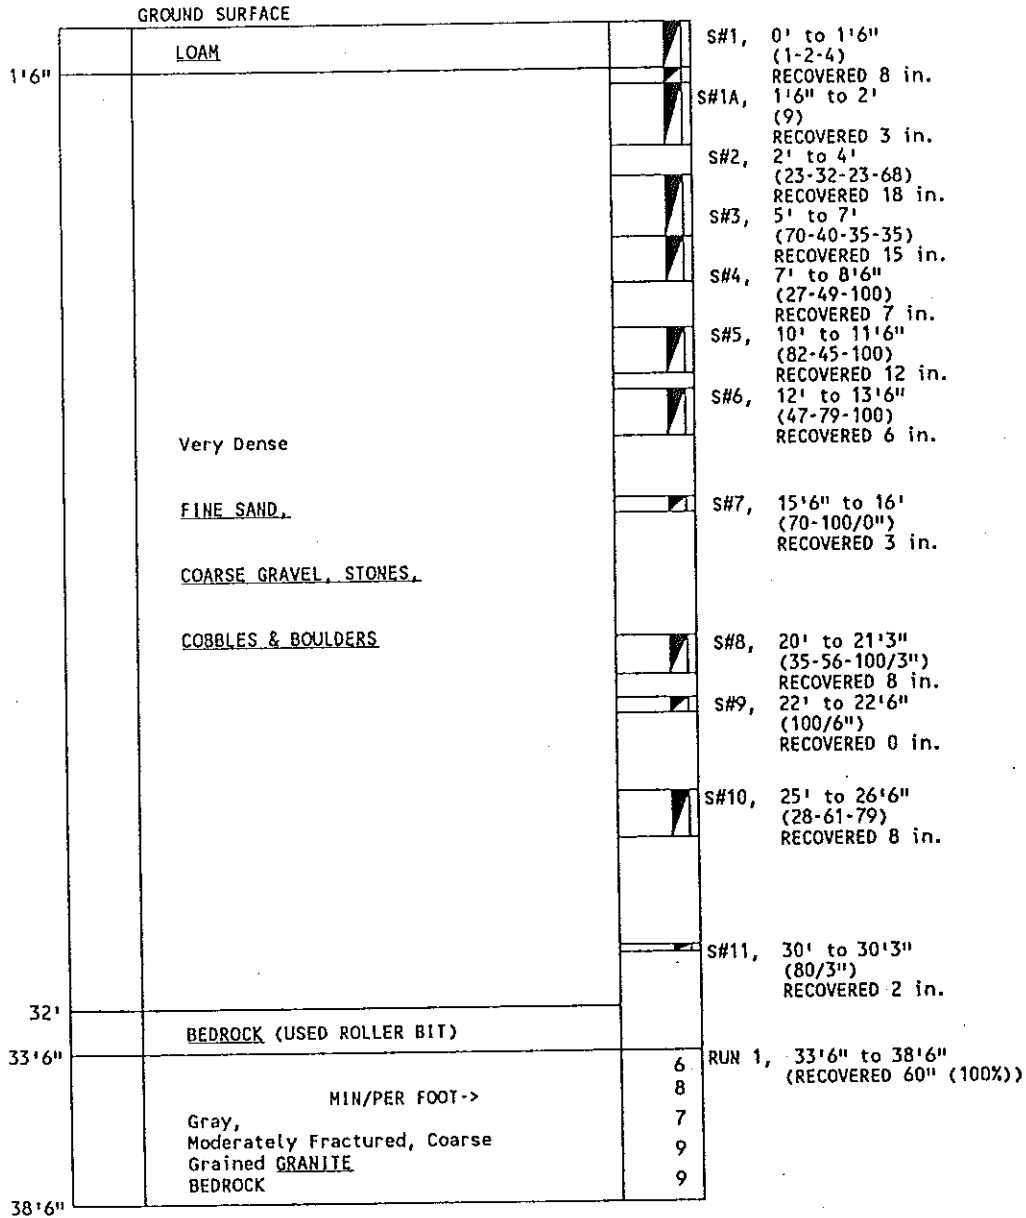 GROUND SURFACE
LOAM
1'6"
S#1, 0' to 1'6"
(1-2-4)
RECOVERED 8 in.
S#1A, 1'6" to 2'
(9)
RECOVERED 3 in.
S#2, 2' to 4'
(23-32-23-68)
RECOVERED 18 in.
S#3, 5' to 7'
(70-40-35-35)
RECOVERED 15 in.
S#4, 7' to 8'6"
(27-49-100)
RECOVERED 7 in.
S#5, 10' to 11'6"
(82-45-100)
RECOVERED 12 in.
S#6, 12' to 13'6"
(47-79-100)
RECOVERED 6 in.
Very Dense
FINE SAND,
COARSE GRAVEL, STONES,
COBBLES & BOULDERS
S#7, 15'6" to 16'
(70-100/0")
RECOVERED 3 in.
S#8, 20' to 21'3"
(35-56-100/3")
RECOVERED 8 in.
S#9, 22' to 22'6"
(100/6")
RECOVERED 0 in.
S#10, 25' to 26'6"
(28-61-79)
RECOVERED 8 in.
S#11, 30' to 30'3"
(80/3")
RECOVERED 2 in.
32'
BEDROCK (USED ROLLER BIT)
33'6"
RUN 1, 33'6" to 38'6"
(RECOVERED 60" (100%))
6
8
7
9
9
MIN/PER FOOT->
Gray,
Moderately Fractured, Coarse
Grained GRANITE
BEDROCK
38'6"